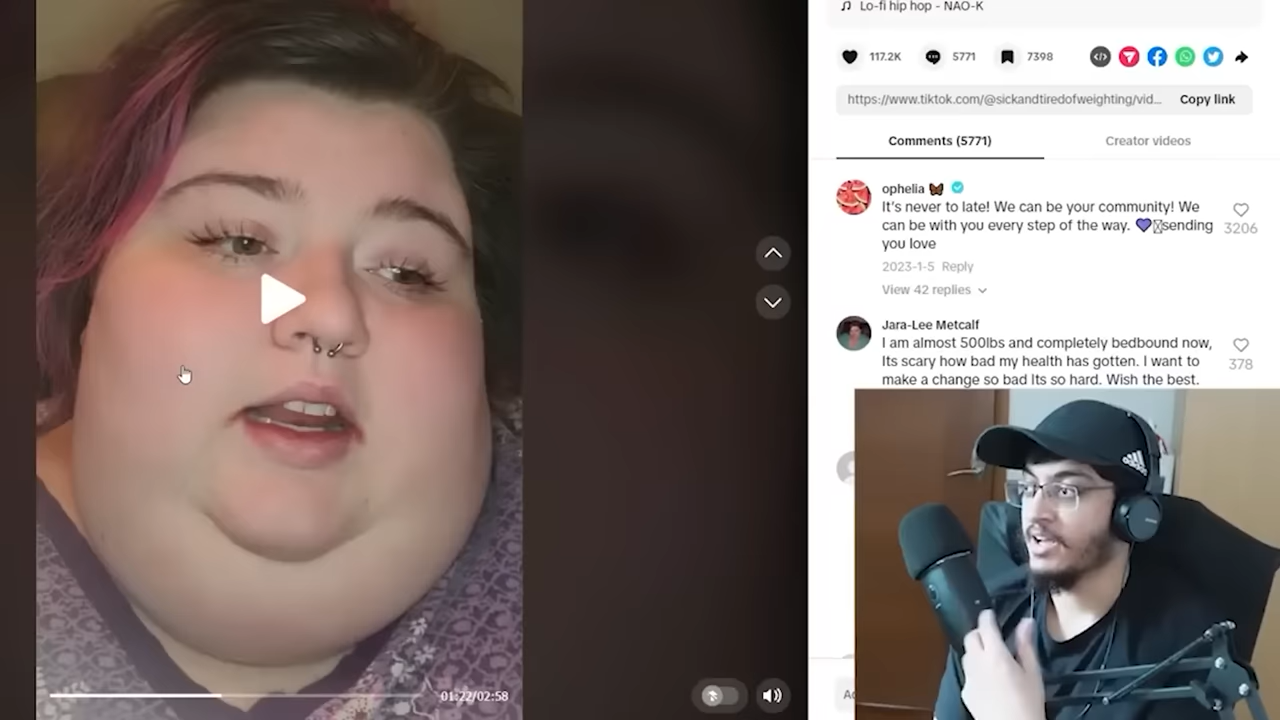 Lo-fi hip hop - NAO-K
117.2K
5771
7398
https://www.tiktok.com/@sickandtiredofweighting/vid...
Copy link
Comments (5771)
Creator videos
ophelia
It's never to late! We can be your community! We
can be with you every step of the way. 💜sending
you love
3206
2023-1-5 Reply
View 42 replies
Jara-Lee Metcalf
I am almost 500lbs and completely bedbound now,
Its scary how bad my health has gotten. I want to
make a change so bad Its so hard. Wish the best.
378
01:22/02:58